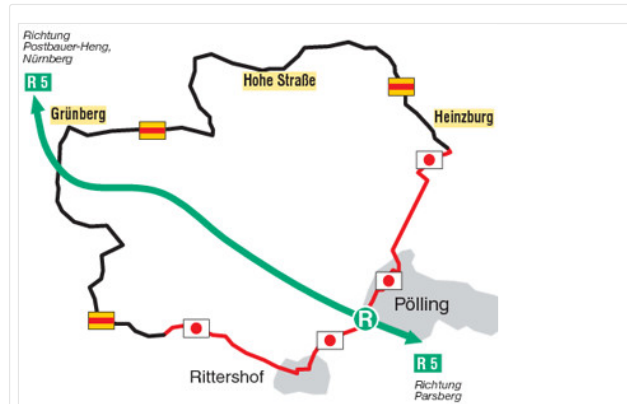 Richtung
Postbauer-Heng,
Nürnberg
R 5
Grünberg
Hohe Straße
Heinzburg
Pölling
R
Rittershof
R 5
Richtung
Parsberg